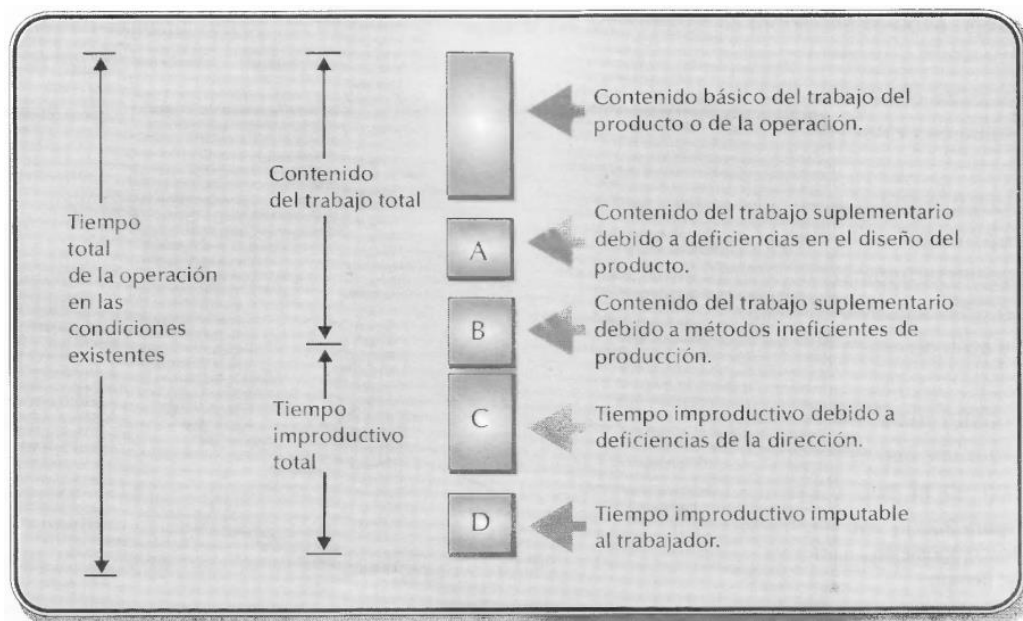 Tiempo
total
de la operación
en las
condiciones
existentes
Contenido
del trabajo total
Tiempo
improductivo
total
Contenido básico del trabajo del
producto o de la operación.
A
Contenido del trabajo suplementario
debido a deficiencias en el diseño del
producto.
B
Contenido del trabajo suplementario
debido a métodos ineficientes de
producción.
C
Tiempo improductivo debido a
deficiencias de la dirección.
D
Tiempo improductivo imputable
al trabajador.